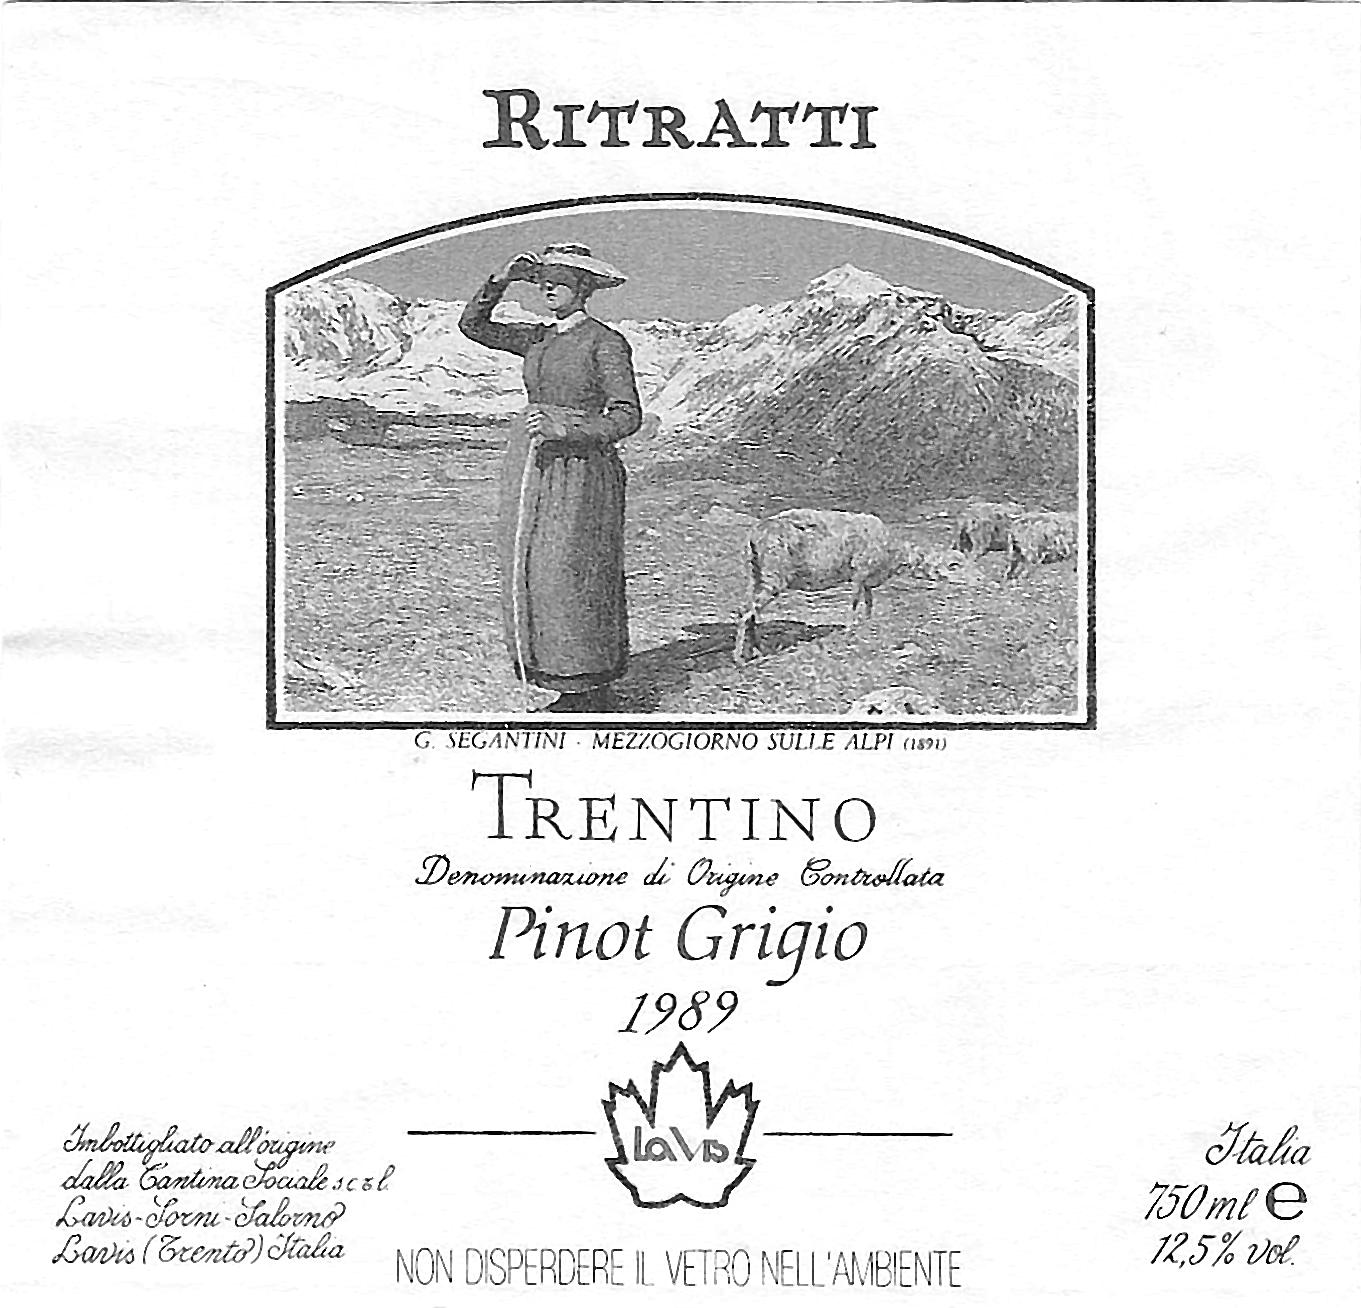 RITRATTI
G. SEGANTINI · MEZZOGIORNO SULLE ALPI (1891)
TRENTINO
Denominazione di Origine Controllata
Pinot Grigio
1989
LaVis
Imbottigliato all'origine
dalla Cantina Sociale s c r l.
Lavis-Sorni-Salorno
Lavis (Trento) Italia
Italia
750 ml e
12,5% vol.
NON DISPERDERE IL VETRO NELL'AMBIENTE